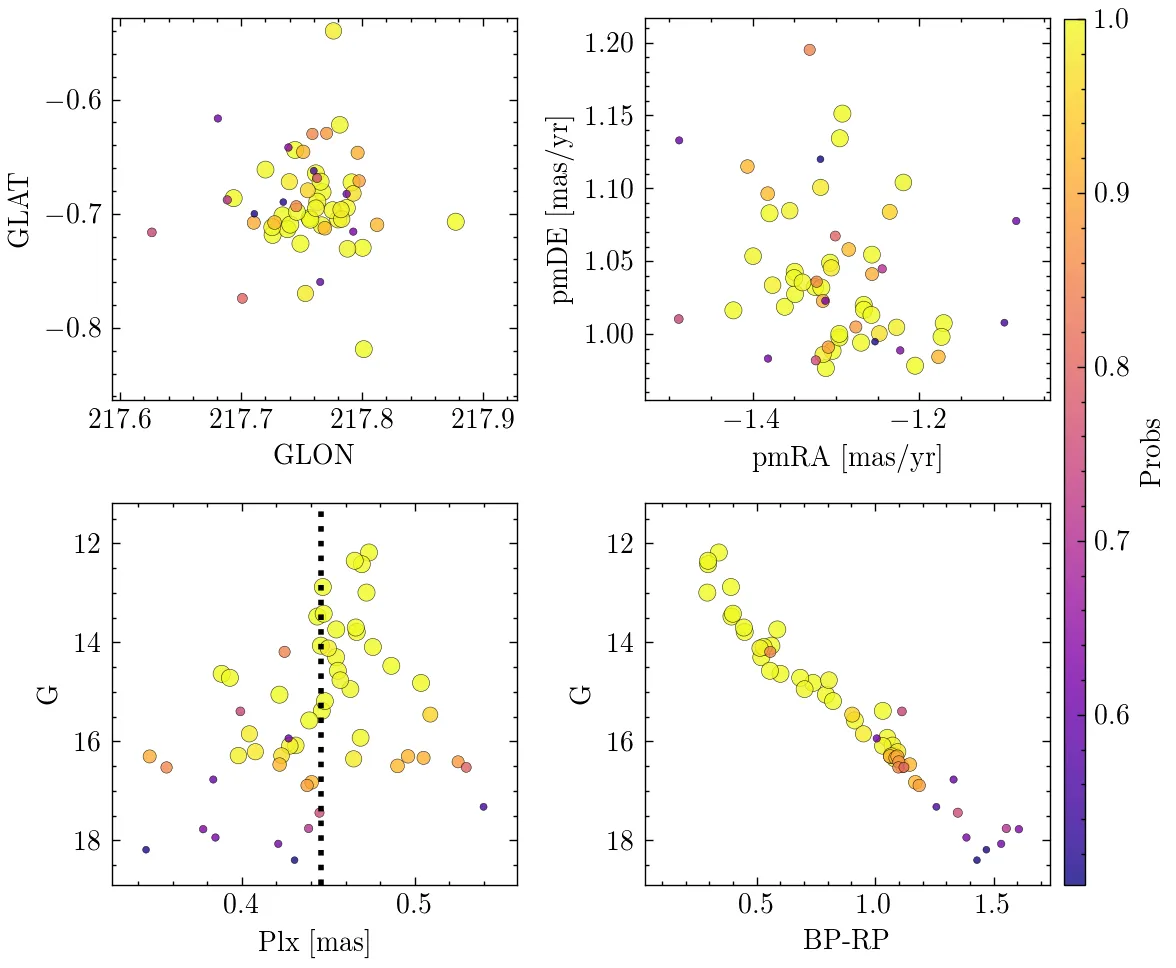 −0.6
−0.7
−0.8
GLAT
217.6 217.7 217.8 217.9
GLON
1.20
1.15
1.10
1.05
1.00
pmDE [mas/yr]
−1.4 −1.2
pmRA [mas/yr]
1.0
0.9
0.8
0.7
0.6
Probs
12
14
16
18
G
0.4 0.5
Plx [mas]
12
14
16
18
G
0.5 1.0 1.5
BP-RP